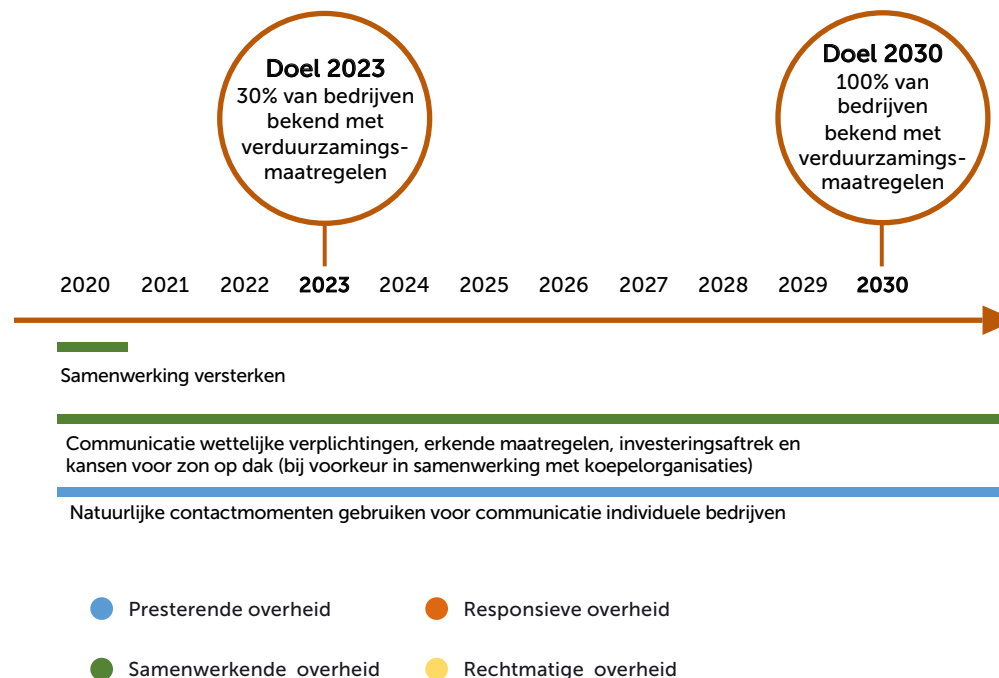 Doel 2023
30% van bedrijven
bekend met
verduurzamings-
maatregelen
Doel 2030
100% van
bedrijven
bekend met
verduurzamings-
maatregelen
2020 2021 2022 2023 2024 2025 2026 2027 2028 2029 2030
Samenwerking versterken
Communicatie wettelijke verplichtingen, erkende maatregelen, investeringsaftrek en
kansen voor zon op dak (bij voorkeur in samenwerking met koepelorganisaties)
Natuurlijke contactmomenten gebruiken voor communicatie individuele bedrijven
Presterende overheid
Responsieve overheid
Samenwerkende overheid
Rechtmatige overheid